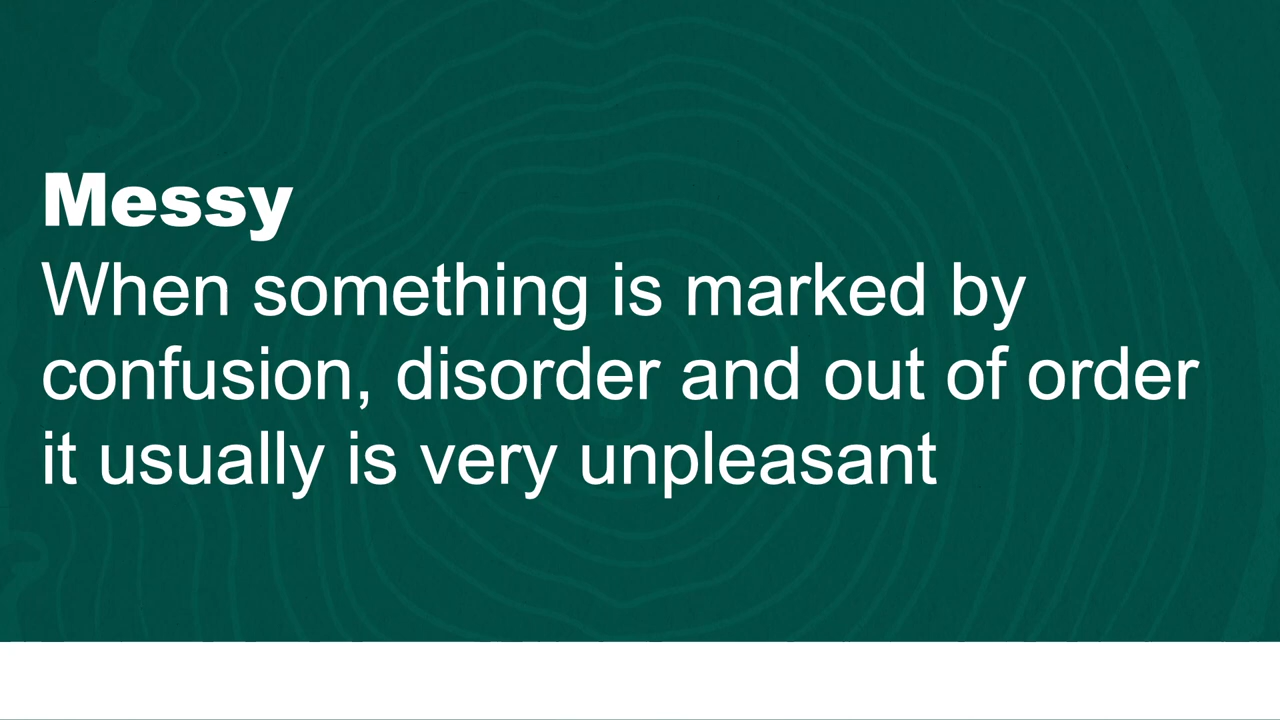 Messy
When something is marked by
confusion, disorder and out of order
it usually is very unpleasant